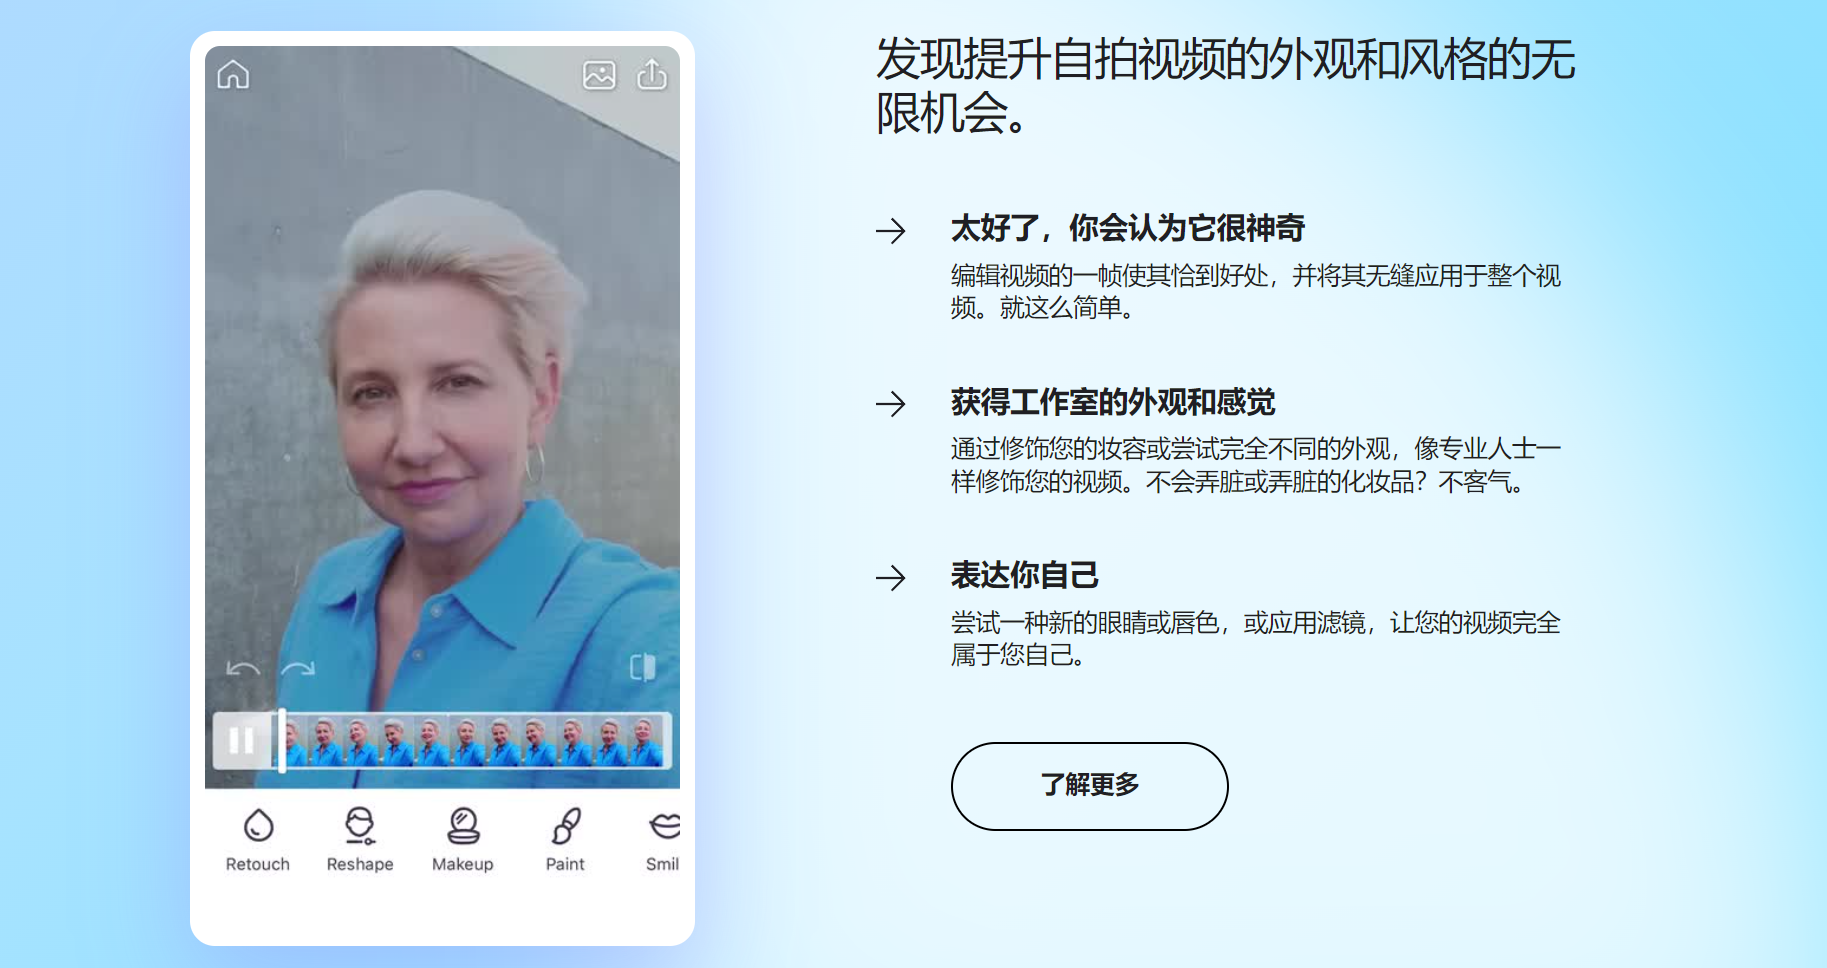 发现提升自拍视频的外观和风格的无
限机会。
太好了，你会认为它很神奇
编辑视频的一帧使其恰到好处，并将其无缝应用于整个视
频。就这么简单。
获得工作室的外观和感觉
通过修饰您的妆容或尝试完全不同的外观，像专业人士一
样修饰您的视频。不会弄脏或弄脏的化妆品？不客气。
表达你自己
尝试一种新的眼睛或唇色，或应用滤镜，让您的视频完全
属于您自己。
了解更多
Retouch Reshape Makeup Paint Smil